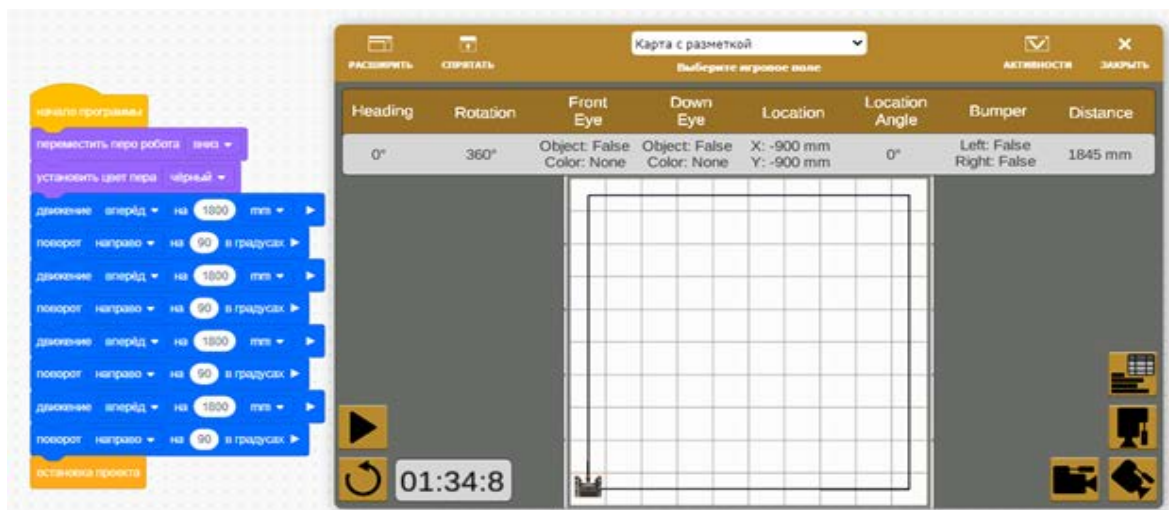 начало программы
переместить перо робота вниз
установить цвет пера чёрный
движение вперёд на 1800 mm
поворот направо на 90 в градусах
движение вперёд на 1800 mm
поворот направо на 90 в градусах
движение вперёд на 1800 mm
поворот направо на 90 в градусах
движение вперёд на 1800 mm
поворот направо на 90 в градусах
остановка проекта
РАСШИРИТЬ
СПРЯТАТЬ
Карта с разметкой
Выберите игровое поле
АКТИВНОСТИ
ЗАКРЫТЬ
Heading Rotation Front Eye Down Eye Location Location Angle Bumper Distance
0° 360° Object: False Color: None Object: False Color: None X: -900 mm Y: -900 mm 0° Left: False Right: False 1845 mm
01:34:8